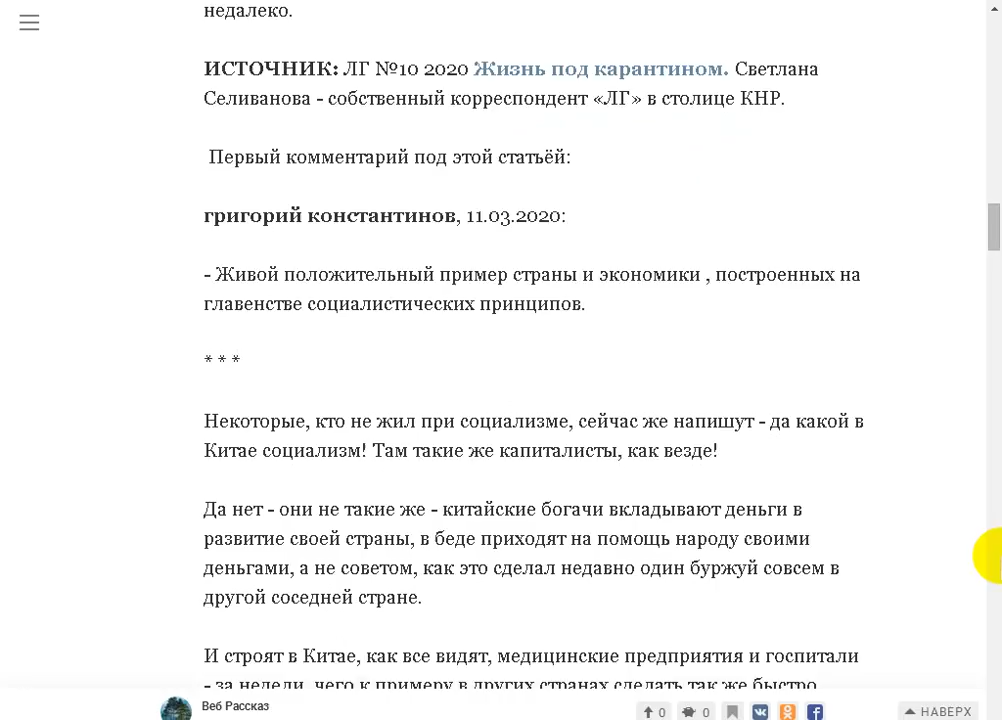 недалеко.
ИСТОЧНИК: ЛГ №10 2020 Жизнь под карантином. Светлана
Селиванова - собственный корреспондент «ЛГ» в столице КНР.
Первый комментарий под этой статьёй:
григорий константинов, 11.03.2020:
- Живой положительный пример страны и экономики , построенных на
главенстве социалистических принципов.
* * *
Некоторые, кто не жил при социализме, сейчас же напишут - да какой в
Китае социализм! Там такие же капиталисты, как везде!
Да нет - они не такие же - китайские богачи вкладывают деньги в
развитие своей страны, в беде приходят на помощь народу своими
деньгами, а не советом, как это сделал недавно один буржуй совсем в
другой соседней стране.
И строят в Китае, как все видят, медицинские предприятия и госпитали
- за недели, чего к примеру в других странах сделать так же быстро
Веб Рассказ
0
0
НАВЕРХ